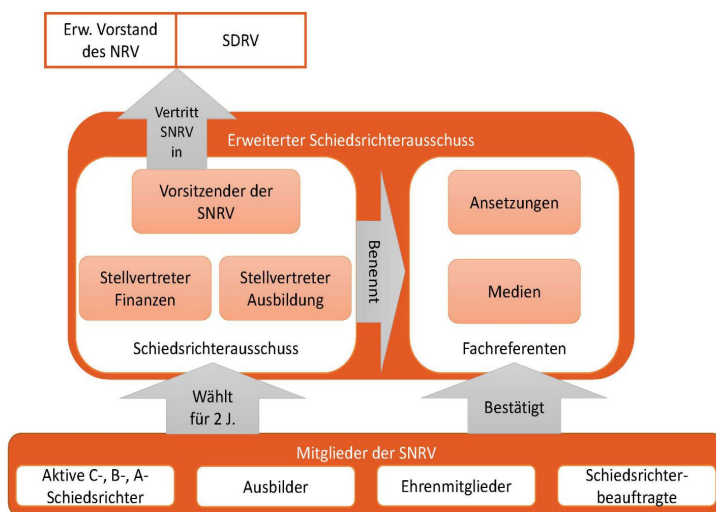 Erw. Vorstand
des NRV
SDRV
Vertritt
SNRV
in
Erweiterter Schiedsrichterausschuss
Vorsitzender der
SNRV
Stellvertreter
Finanzen
Stellvertreter
Ausbildung
Schiedsrichterausschuss
Benennt
Ansetzungen
Medien
Fachreferenten
Wählt
für 2 J.
Bestätigt
Mitglieder der SNRV
Aktive C-, B-, A-
Schiedsrichter
Ausbilder
Ehrenmitglieder
Schiedsrichter-
beauftragte